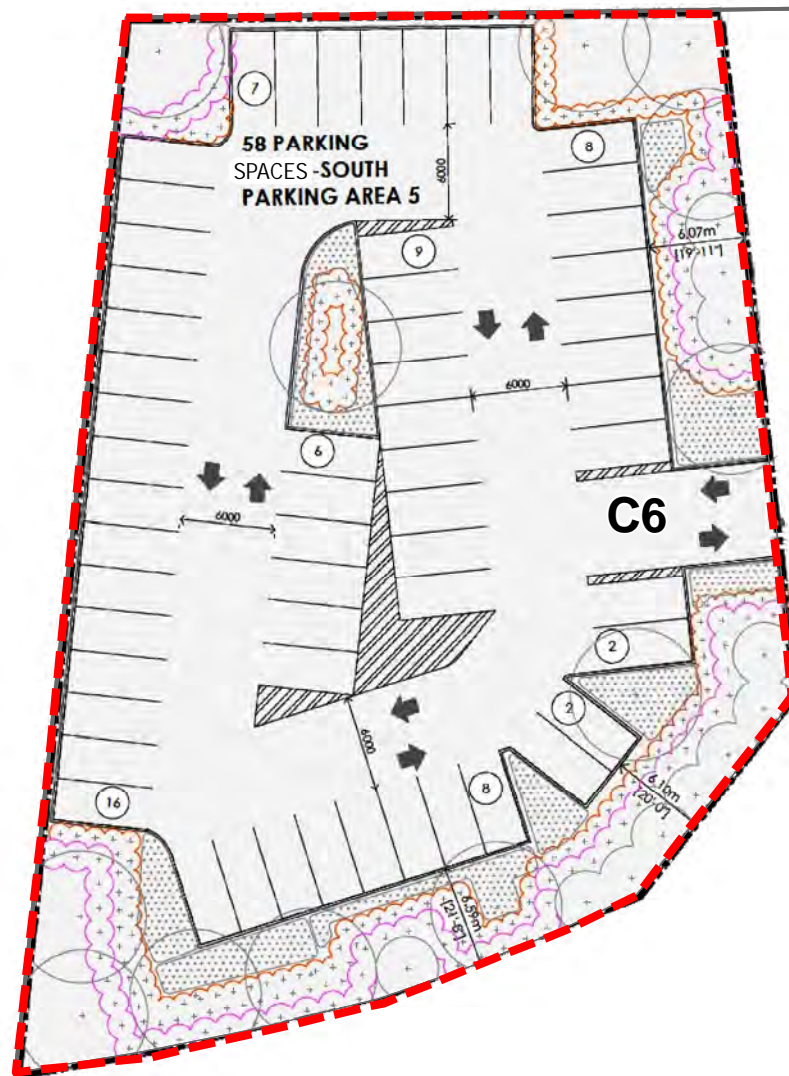 7
58 PARKING
SPACES -SOUTH
PARKING AREA 5
6000
8
9
6.07m
[19'-11"]
6000
6
6000
C6
2
2
6000
8
6.10m
[20'-0"]
16
6.59m
[21'-8"]